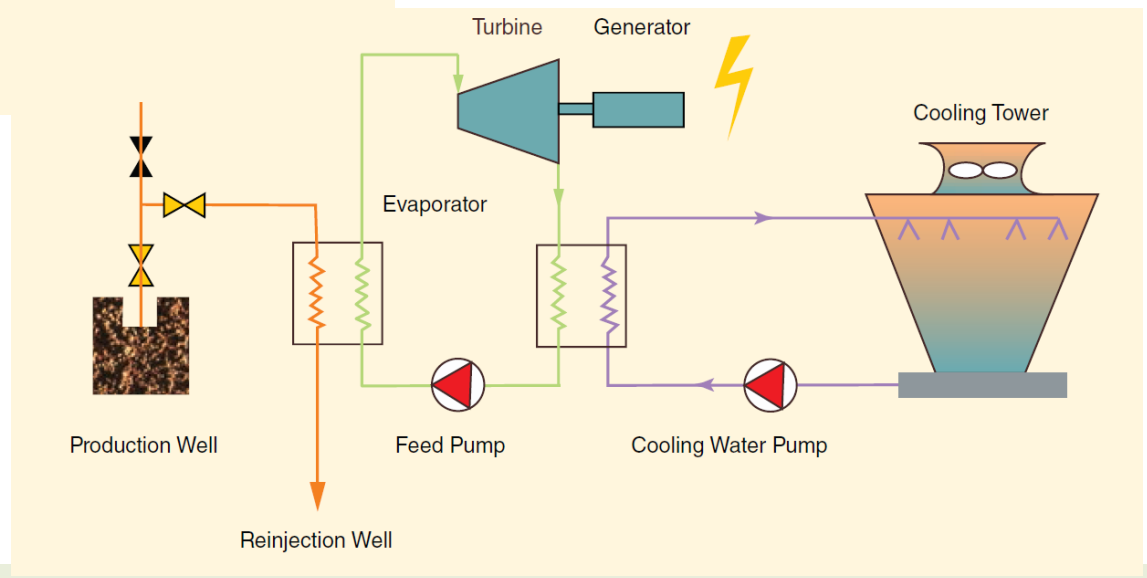 Turbine
Generator
Cooling Tower
Evaporator
Production Well
Feed Pump
Cooling Water Pump
Reinjection Well